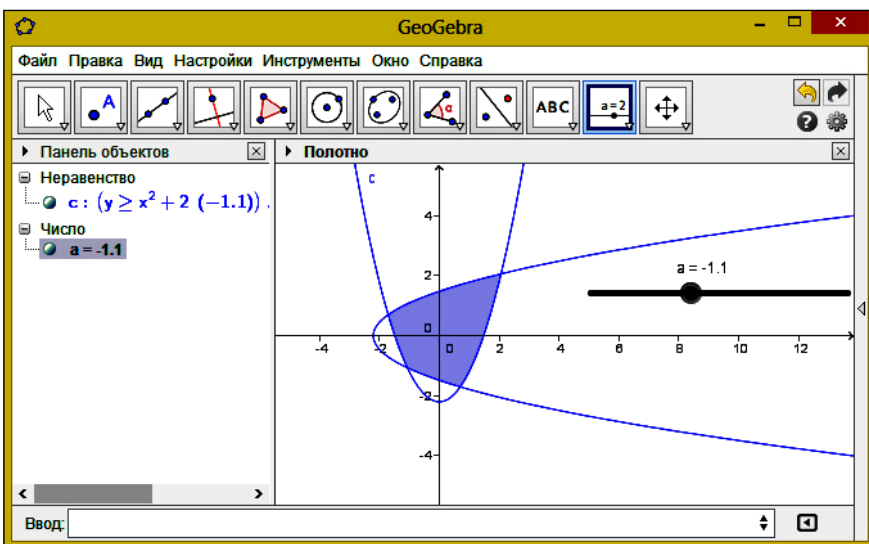 GeoGebra
Файл Правка Вид Настройки Инструменты Окно Справка
A
α
ABC
a=2
Панель объектов
Полотно
Неравенство
c : (y ≥ x² + 2 (−1.1)) .
Число
a = -1.1
c
4
2
0
-2
-4
-4 -2 0 2 4 6 8 10 12
a = -1.1
Ввод: